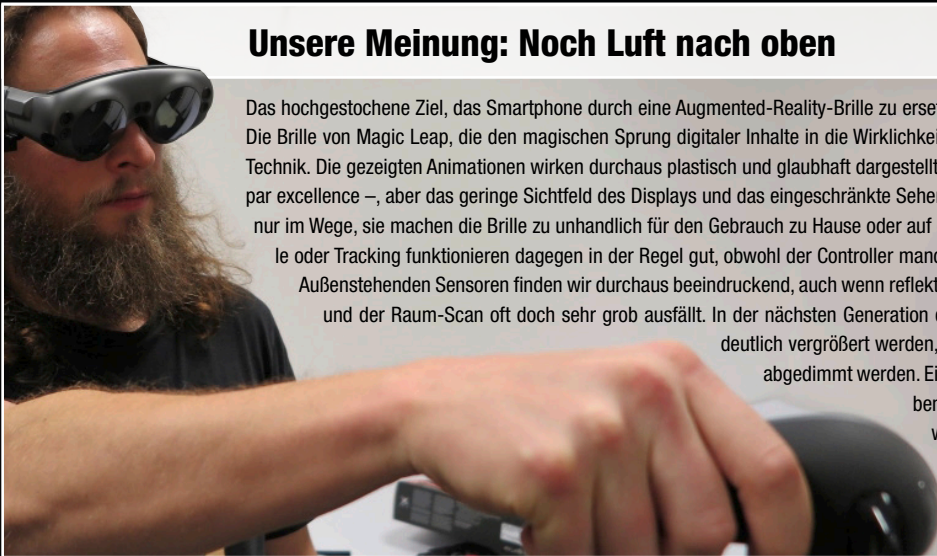 Unsere Meinung: Noch Luft nach oben
Das hochgestochene Ziel, das Smartphone durch eine Augmented-Reality-Brille zu erse
Die Brille von Magic Leap, die den magischen Sprung digitaler Inhalte in die Wirklichkei
Technik. Die gezeigten Animationen wirken durchaus plastisch und glaubhaft dargestellt
par excellence –, aber das geringe Sichtfeld des Displays und das eingeschränkte Sehe
nur im Wege, sie machen die Brille zu unhandlich für den Gebrauch zu Hause oder auf
le oder Tracking funktionieren dagegen in der Regel gut, obwohl der Controller manc
Außenstehenden Sensoren finden wir durchaus beeindruckend, auch wenn reflekt
und der Raum-Scan oft doch sehr grob ausfällt. In der nächsten Generation
deutlich vergrößert werden,
abgedimmt werden. Ei
ber